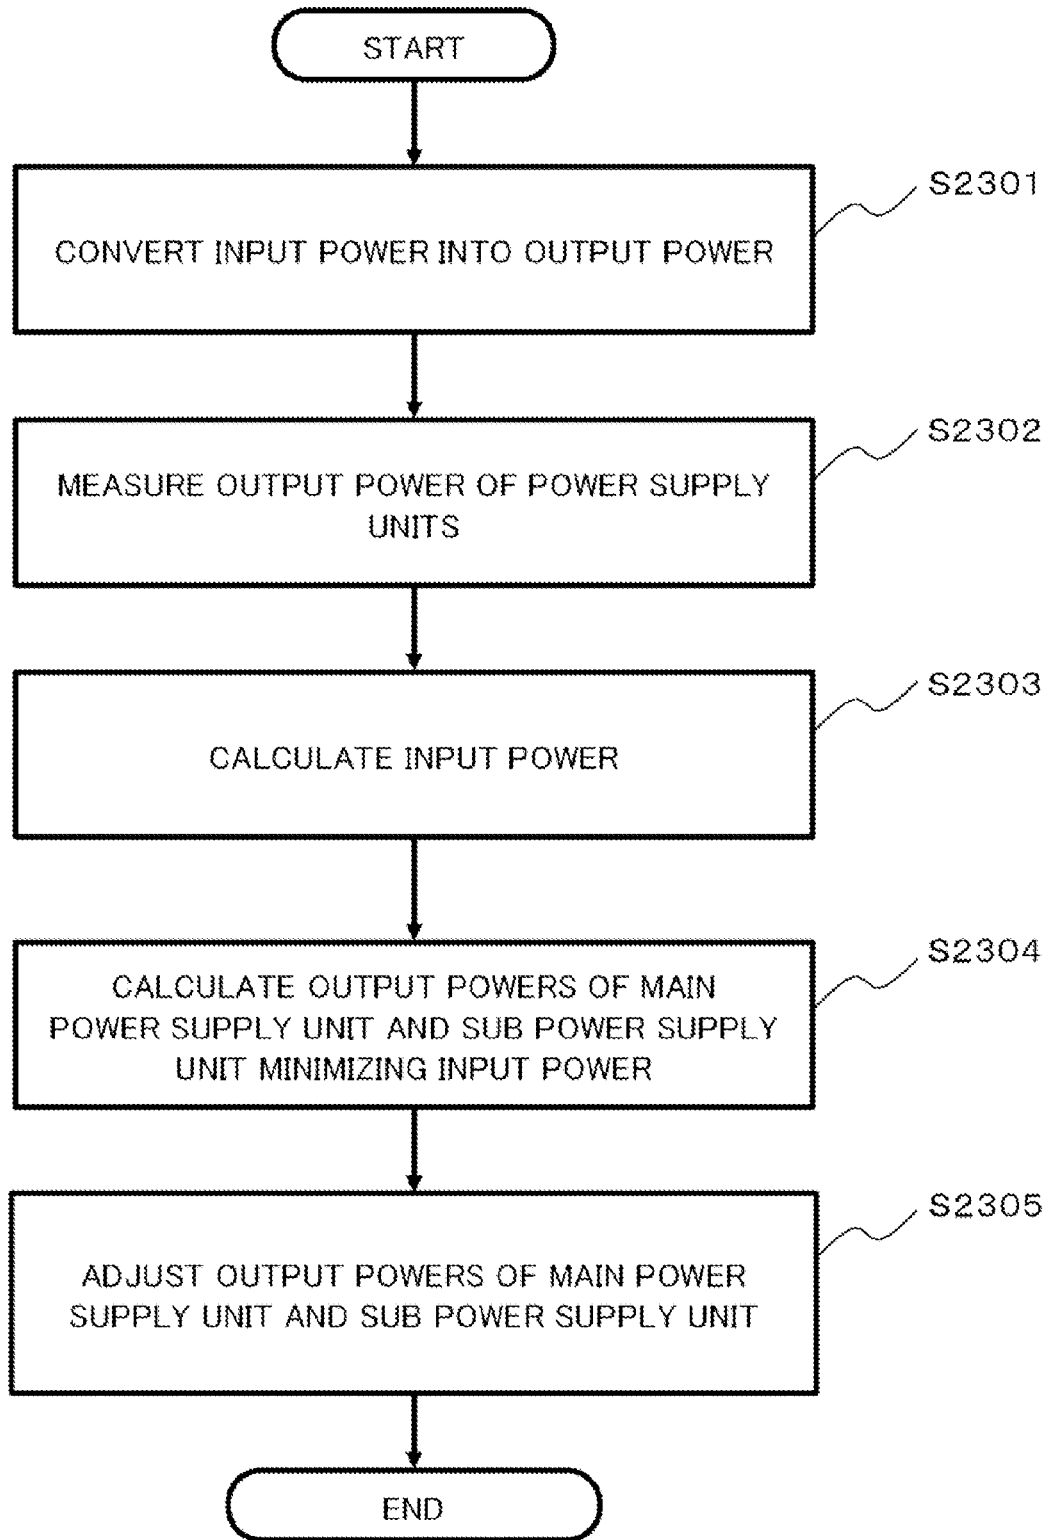 START
S2301
CONVERT INPUT POWER INTO OUTPUT POWER
S2302
MEASURE OUTPUT POWER OF POWER SUPPLY
UNITS
S2303
CALCULATE INPUT POWER
S2304
CALCULATE OUTPUT POWERS OF MAIN
POWER SUPPLY UNIT AND SUB POWER SUPPLY
UNIT MINIMIZING INPUT POWER
S2305
ADJUST OUTPUT POWERS OF MAIN POWER
SUPPLY UNIT AND SUB POWER SUPPLY UNIT
END